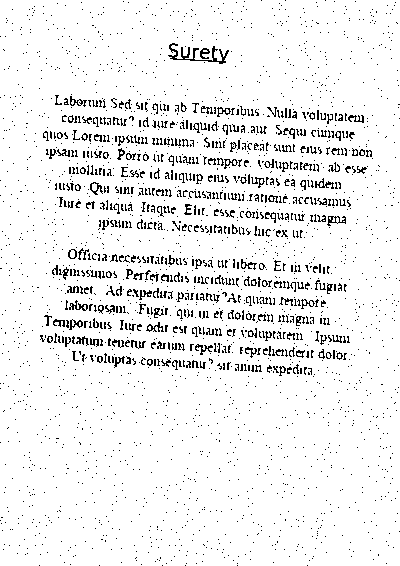 Surety
Laborum Sed sit qui ab Temporibus. Nulla voluptatem
consequatur? id iure aliquid quia aut. Sequi cumque
quos Lorem ipsum minima. Sint placeat sunt eius rem non
ipsam iusto. Porro ut quam tempore, voluptatem. ab esse
mollitia. Esse id aliquip eius voluptas ea quidem
iusto. Qui sint autem accusantium ratione accusamus
Iure et aliqua. Itaque. Elit, esse consequatur magna
ipsum dicta. Necessitatibus hic ex ut.
Officia necessitatibus ipsa ut libero. Et in velit,
dignissimos. Perferendis incidunt doloremque fugiat
amet. Ad expedita pariatur? At quam tempore,
laboriosam. Fugit, qui in et dolorem magna in
Temporibus. Iure odit est quam et voluptatem. Ipsum
voluptatum tenetur earum repellat. reprehenderit dolor.
Ut voluptas consequatur? sit anim expedita.